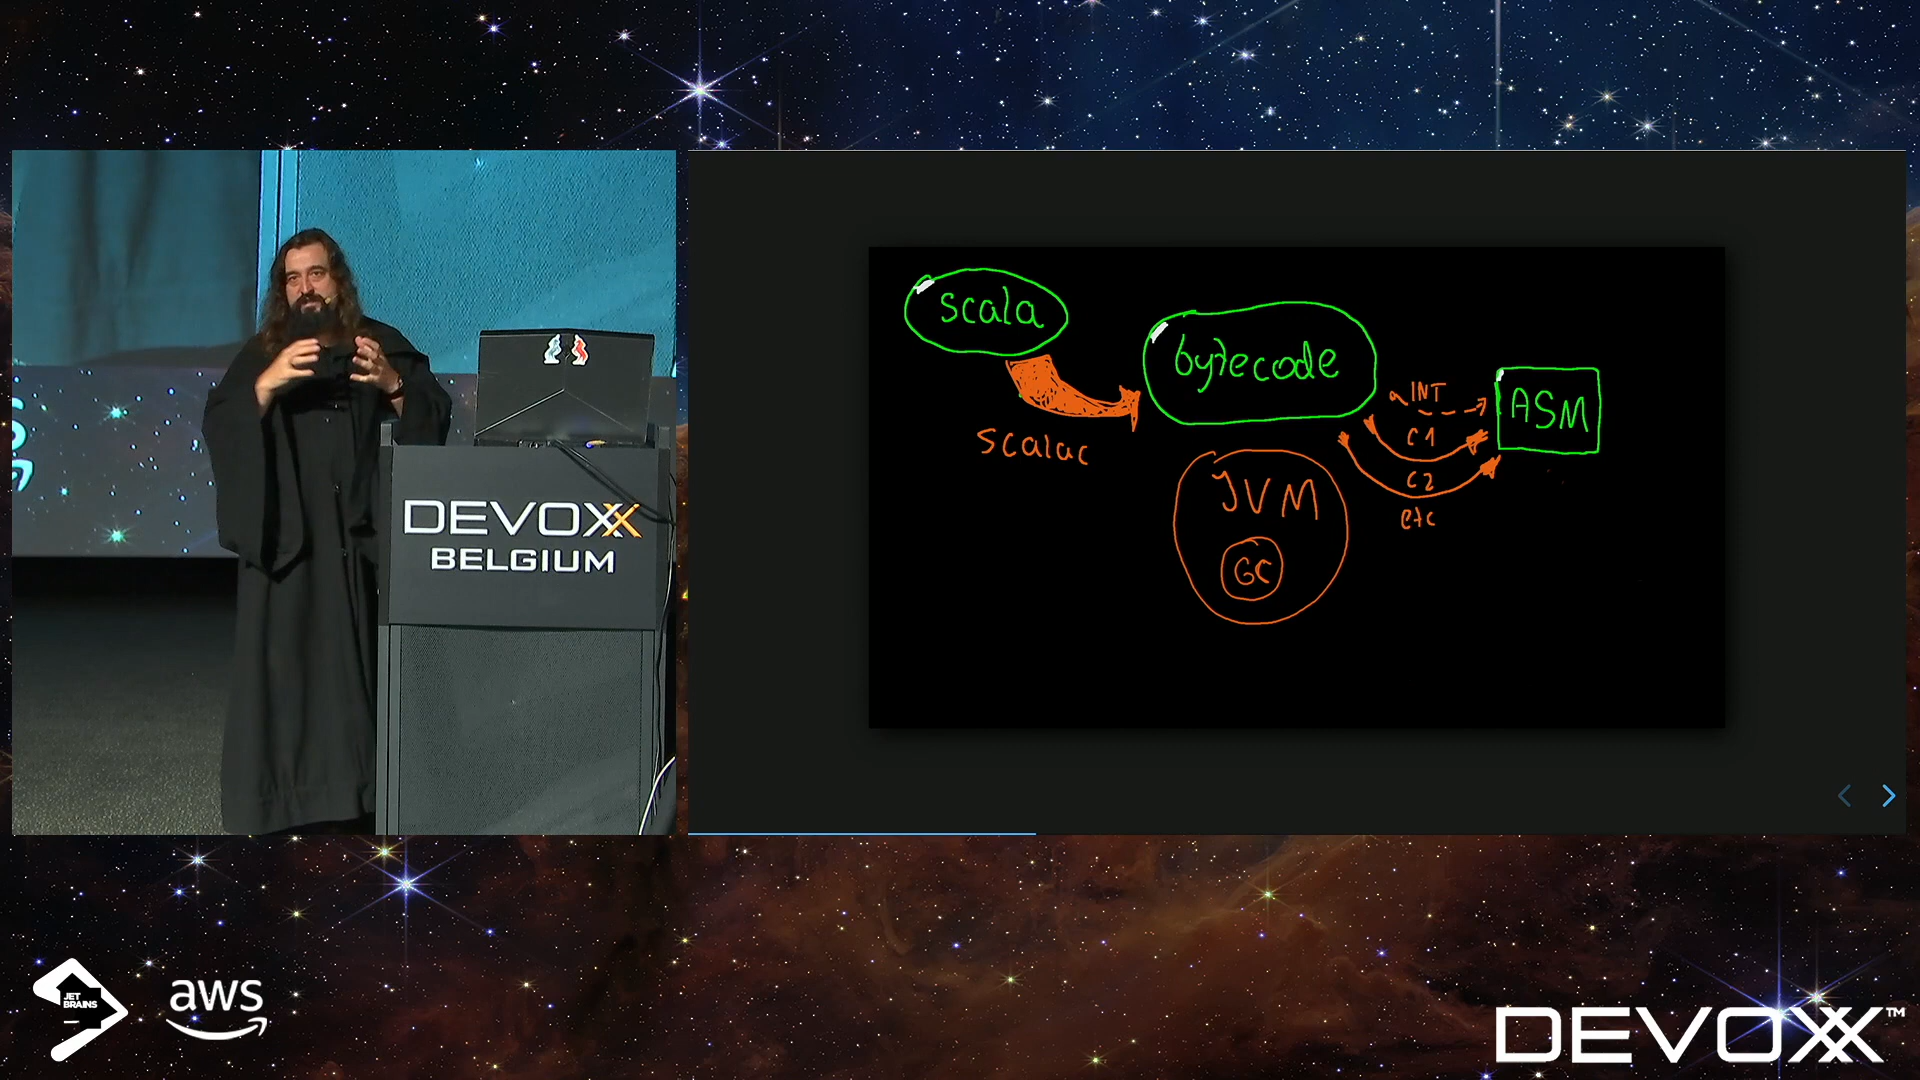 scala
bytecode
INT
ASM
C1
scalac
C2
JVM
etc
GC
DEVOXX
BELGIUM
JET
BRAINS
aws
DEVOXX™